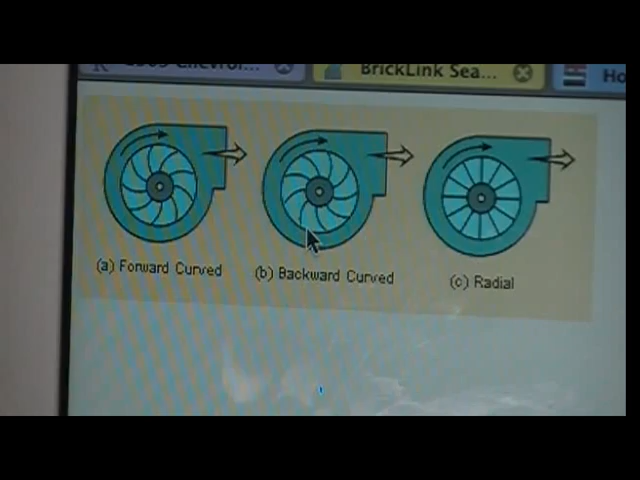 BrickLink Sea...
Ho
(a) Forward Curved
(b) Backward Curved
(c) Radial